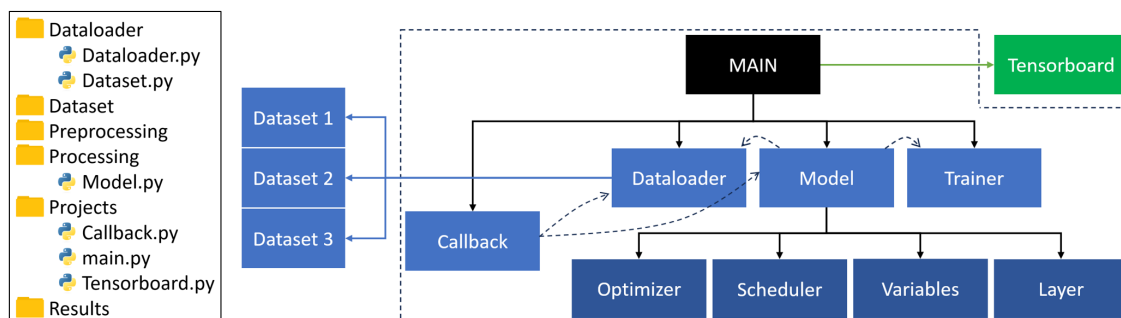 Dataloader
Dataloader.py
Dataset.py
Dataset
Preprocessing
Processing
Model.py
Projects
Callback.py
main.py
Tensorboard.py
Results
MAIN
Tensorboard
Dataset 1
Dataset 2
Dataset 3
Dataloader
Model
Trainer
Callback
Optimizer
Scheduler
Variables
Layer